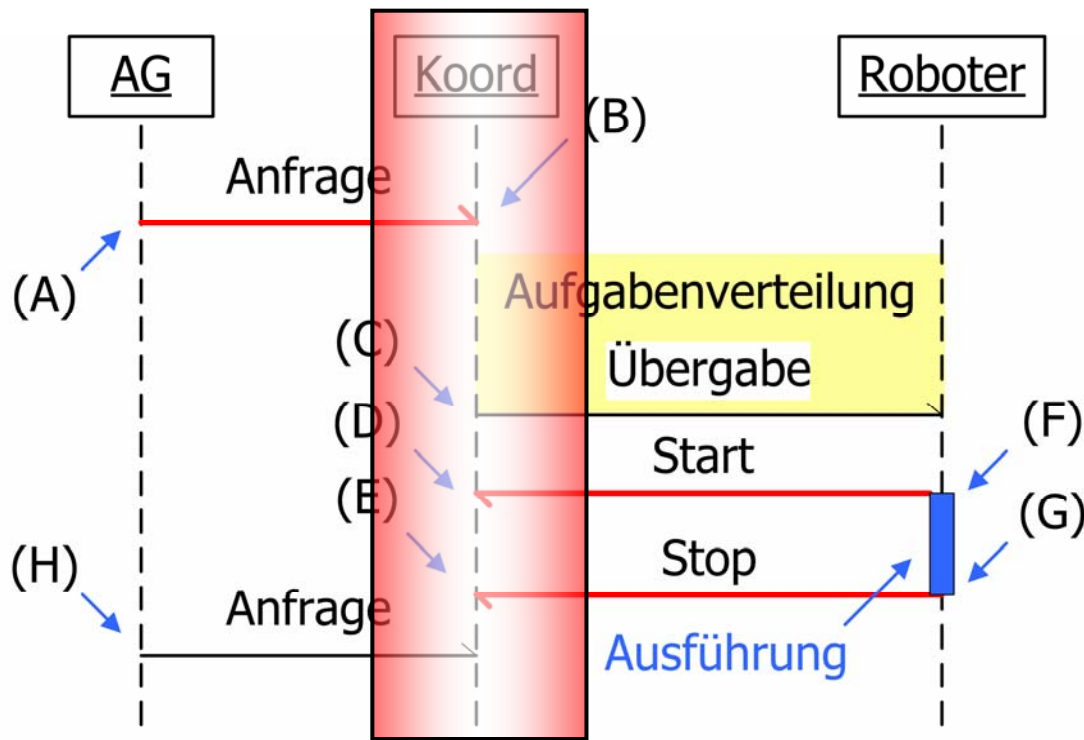 AG
Koord
Roboter
(B)
Anfrage
(A)
Aufgabenverteilung
(C)
Übergabe
(D)
(F)
Start
(E)
(G)
Stop
(H)
Anfrage
Ausführung